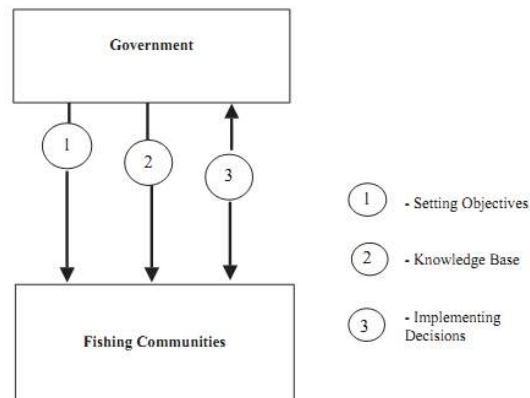 Government
1
2
3
1 - Setting Objectives
2 - Knowledge Base
3 - Implementing
Decisions
Fishing Communities